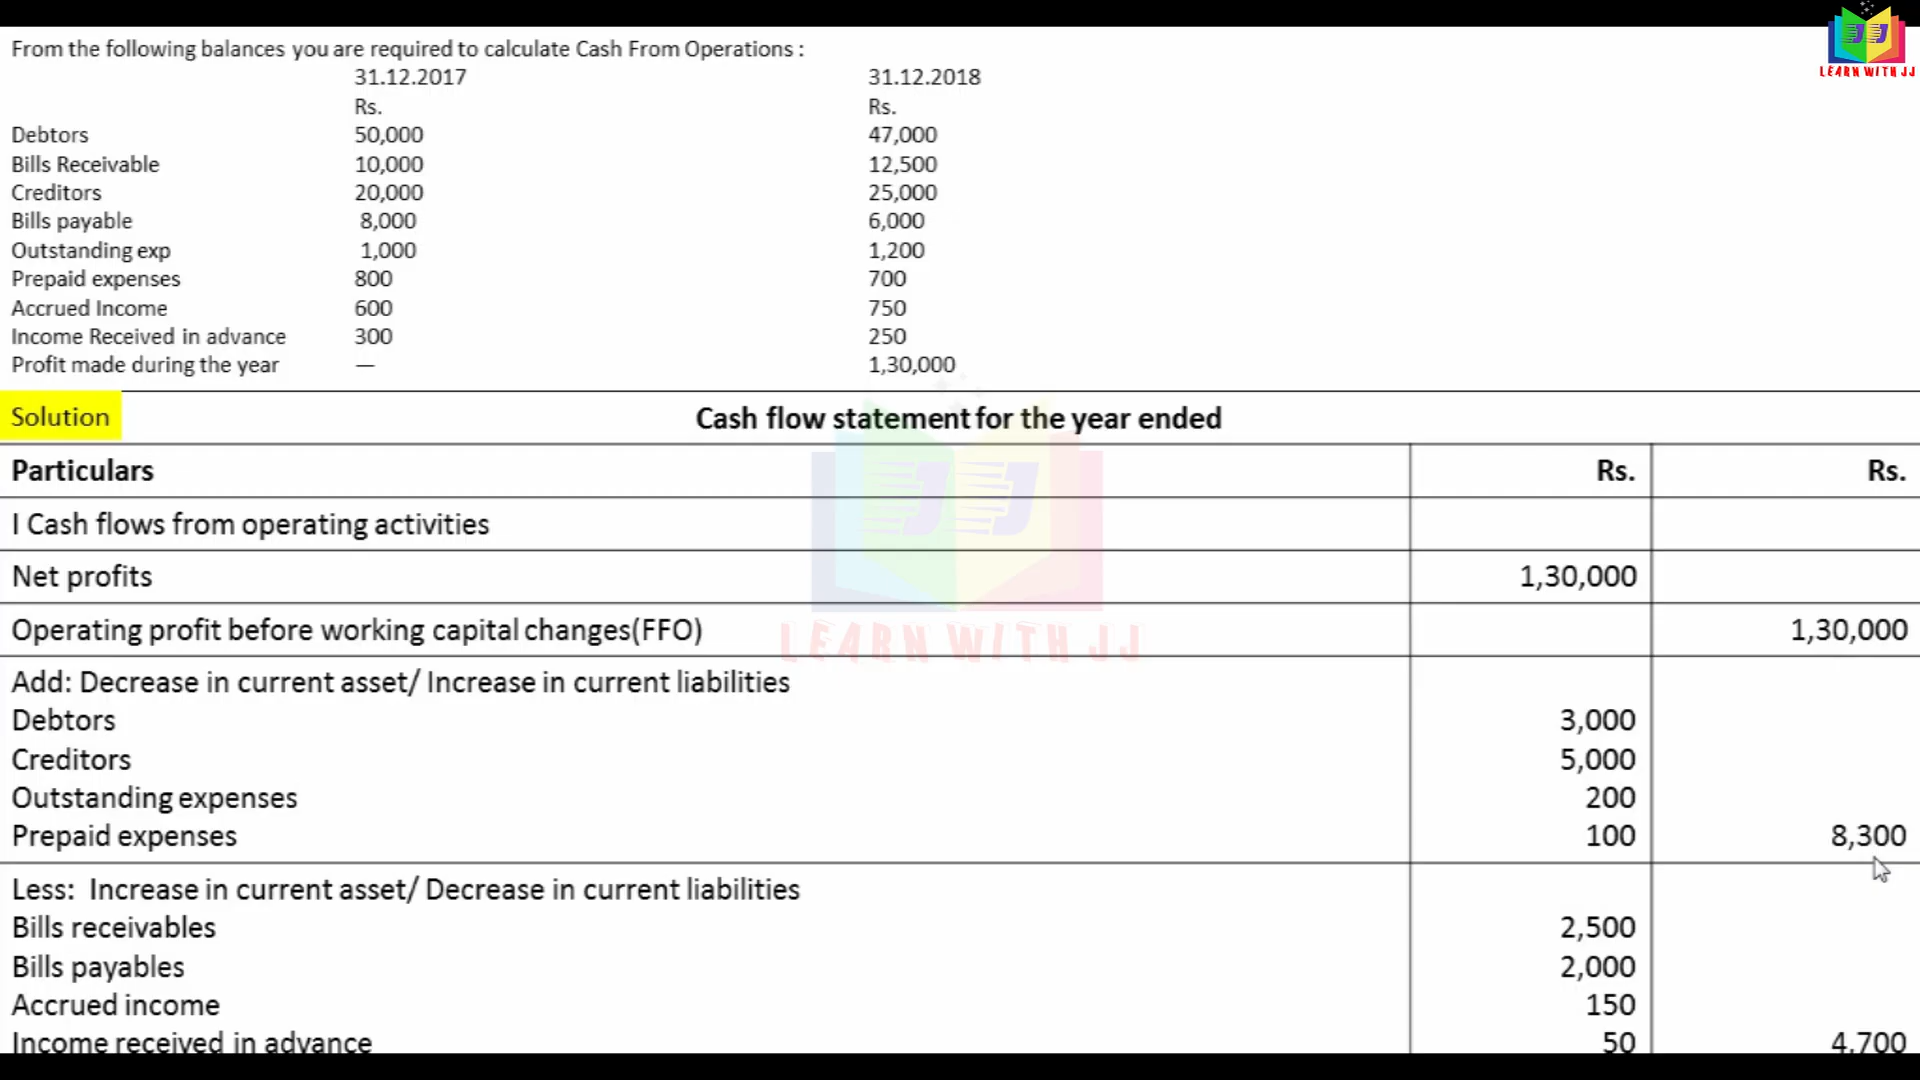 LEARN WITH JJ
From the following balances you are required to calculate Cash From Operations :
31.12.2017 31.12.2018
Rs. Rs.
Debtors 50,000 47,000
Bills Receivable 10,000 12,500
Creditors 20,000 25,000
Bills payable 8,000 6,000
Outstanding exp 1,000 1,200
Prepaid expenses 800 700
Accrued Income 600 750
Income Received in advance 300 250
Profit made during the year — 1,30,000
Solution Cash flow statement for the year ended
Particulars Rs. Rs.
I Cash flows from operating activities
Net profits 1,30,000
Operating profit before working capital changes(FFO) 1,30,000
LEARN WITH JJ
Add: Decrease in current asset/ Increase in current liabilities
Debtors 3,000
Creditors 5,000
Outstanding expenses 200
Prepaid expenses 100 8,300
Less: Increase in current asset/ Decrease in current liabilities
Bills receivables 2,500
Bills payables 2,000
Accrued income 150
Income received in advance 50 4,700